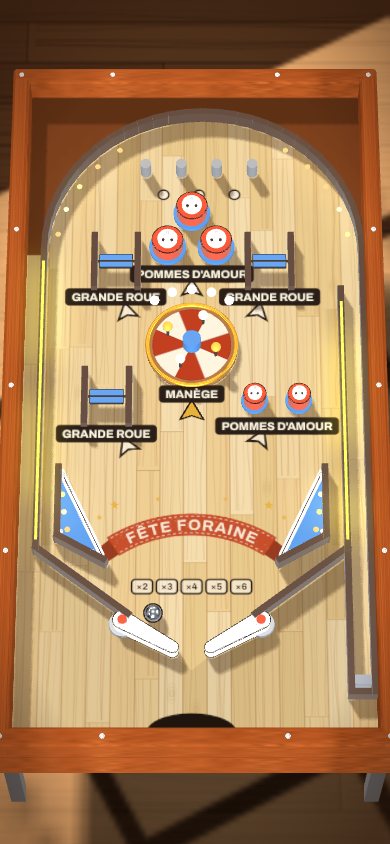 POMMES D'AMOUR
GRANDE ROUE
GRANDE ROUE
MANÈGE
POMMES D'AMOUR
GRANDE ROUE
FÊTE FORAINE
×2 ×3 ×4 ×5 ×6